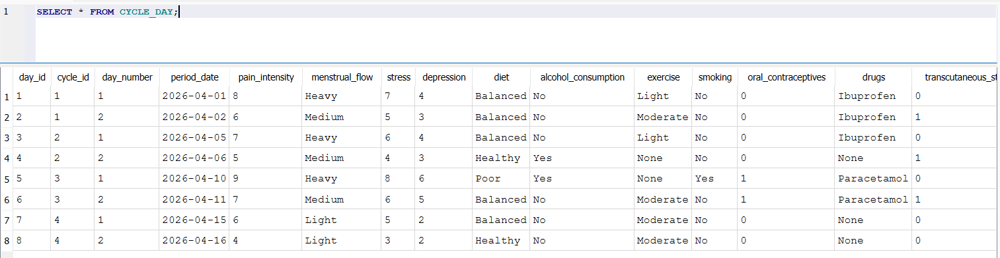 1 SELECT * FROM CYCLE_DAY;
day_id cycle_id day_number period_date pain_intensity menstrual_flow stress depression diet alcohol_consumption exercise smoking oral_contraceptives drugs transcutaneous_st
1 1 1 1 2026-04-01 8 Heavy 7 4 Balanced No Light No 0 Ibuprofen 0
2 2 1 2 2026-04-02 6 Medium 5 3 Balanced No Moderate No 0 Ibuprofen 1
3 3 2 1 2026-04-05 7 Heavy 6 4 Balanced No Light No 0 Ibuprofen 0
4 4 2 2 2026-04-06 5 Medium 4 3 Healthy Yes None No 0 None 1
5 5 3 1 2026-04-10 9 Heavy 8 6 Poor Yes None Yes 1 Paracetamol 0
6 6 3 2 2026-04-11 7 Medium 6 5 Balanced No Moderate No 1 Paracetamol 1
7 7 4 1 2026-04-15 6 Light 5 2 Balanced No Moderate No 0 None 0
8 8 4 2 2026-04-16 4 Light 3 2 Healthy No Moderate No 0 None 0